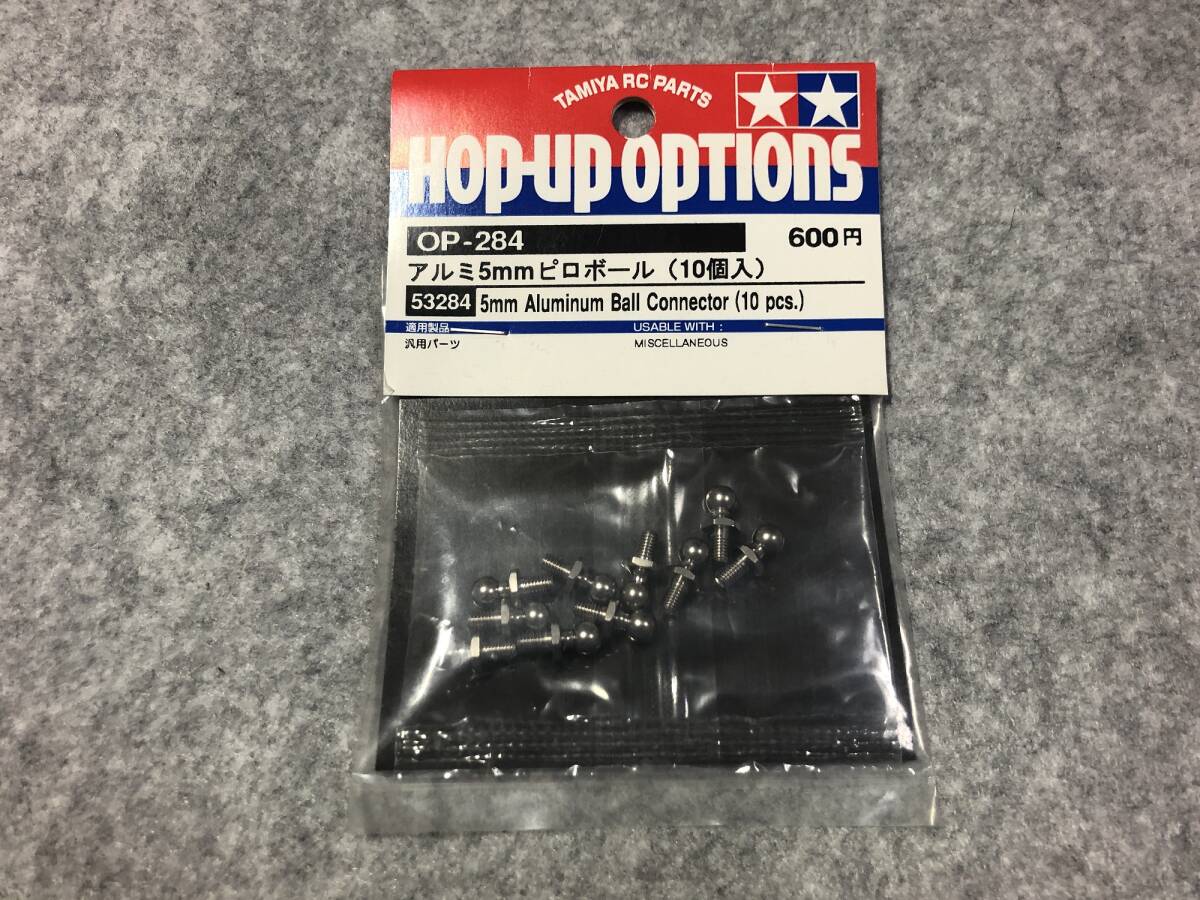 TAMIYA RC PARTS
HOP-UP OPTIONS
OP-284 600円
アルミ5mmピロボール(10個入)
53284 5mm Aluminum Ball Connector (10 pcs.)
適用製品 USABLE WITH :
汎用パーツ MISCELLANEOUS